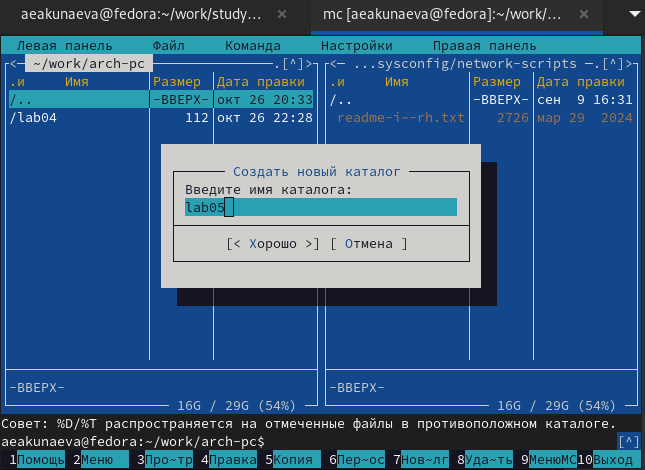 aeakunaeva@fedora:~/work/study... × mc [aeakunaeva@fedora]:~/work/... ×
Левая панель Файл Команда Настройки Правая панель
~/work/arch-pc .[^]> <─ ...sysconfig/network-scripts ─.[^]>
.и Имя Размер Дата правки .и Имя Размер Дата правки
/.. -ВВЕРХ- окт 26 20:33 /.. -ВВЕРХ- сен 9 16:31
/lab04 112 окт 26 22:28 readme-i~-rh.txt 2726 мар 29 2024
Создать новый каталог
Введите имя каталога:
lab05
[< Хорошо >] [ Отмена ]
-ВВЕРХ- -ВВЕРХ-
16G / 29G (54%) 16G / 29G (54%)
Совет: %D/%T распространяется на отмеченные файлы в противоположном каталоге.
aeakunaeva@fedora:~/work/arch-pc$ [^]
1Помощь 2Меню 3Про~тр 4Правка 5Копия 6Пер~ос 7Нов~лг 8Уда~ть 9МенюMC 10Выход